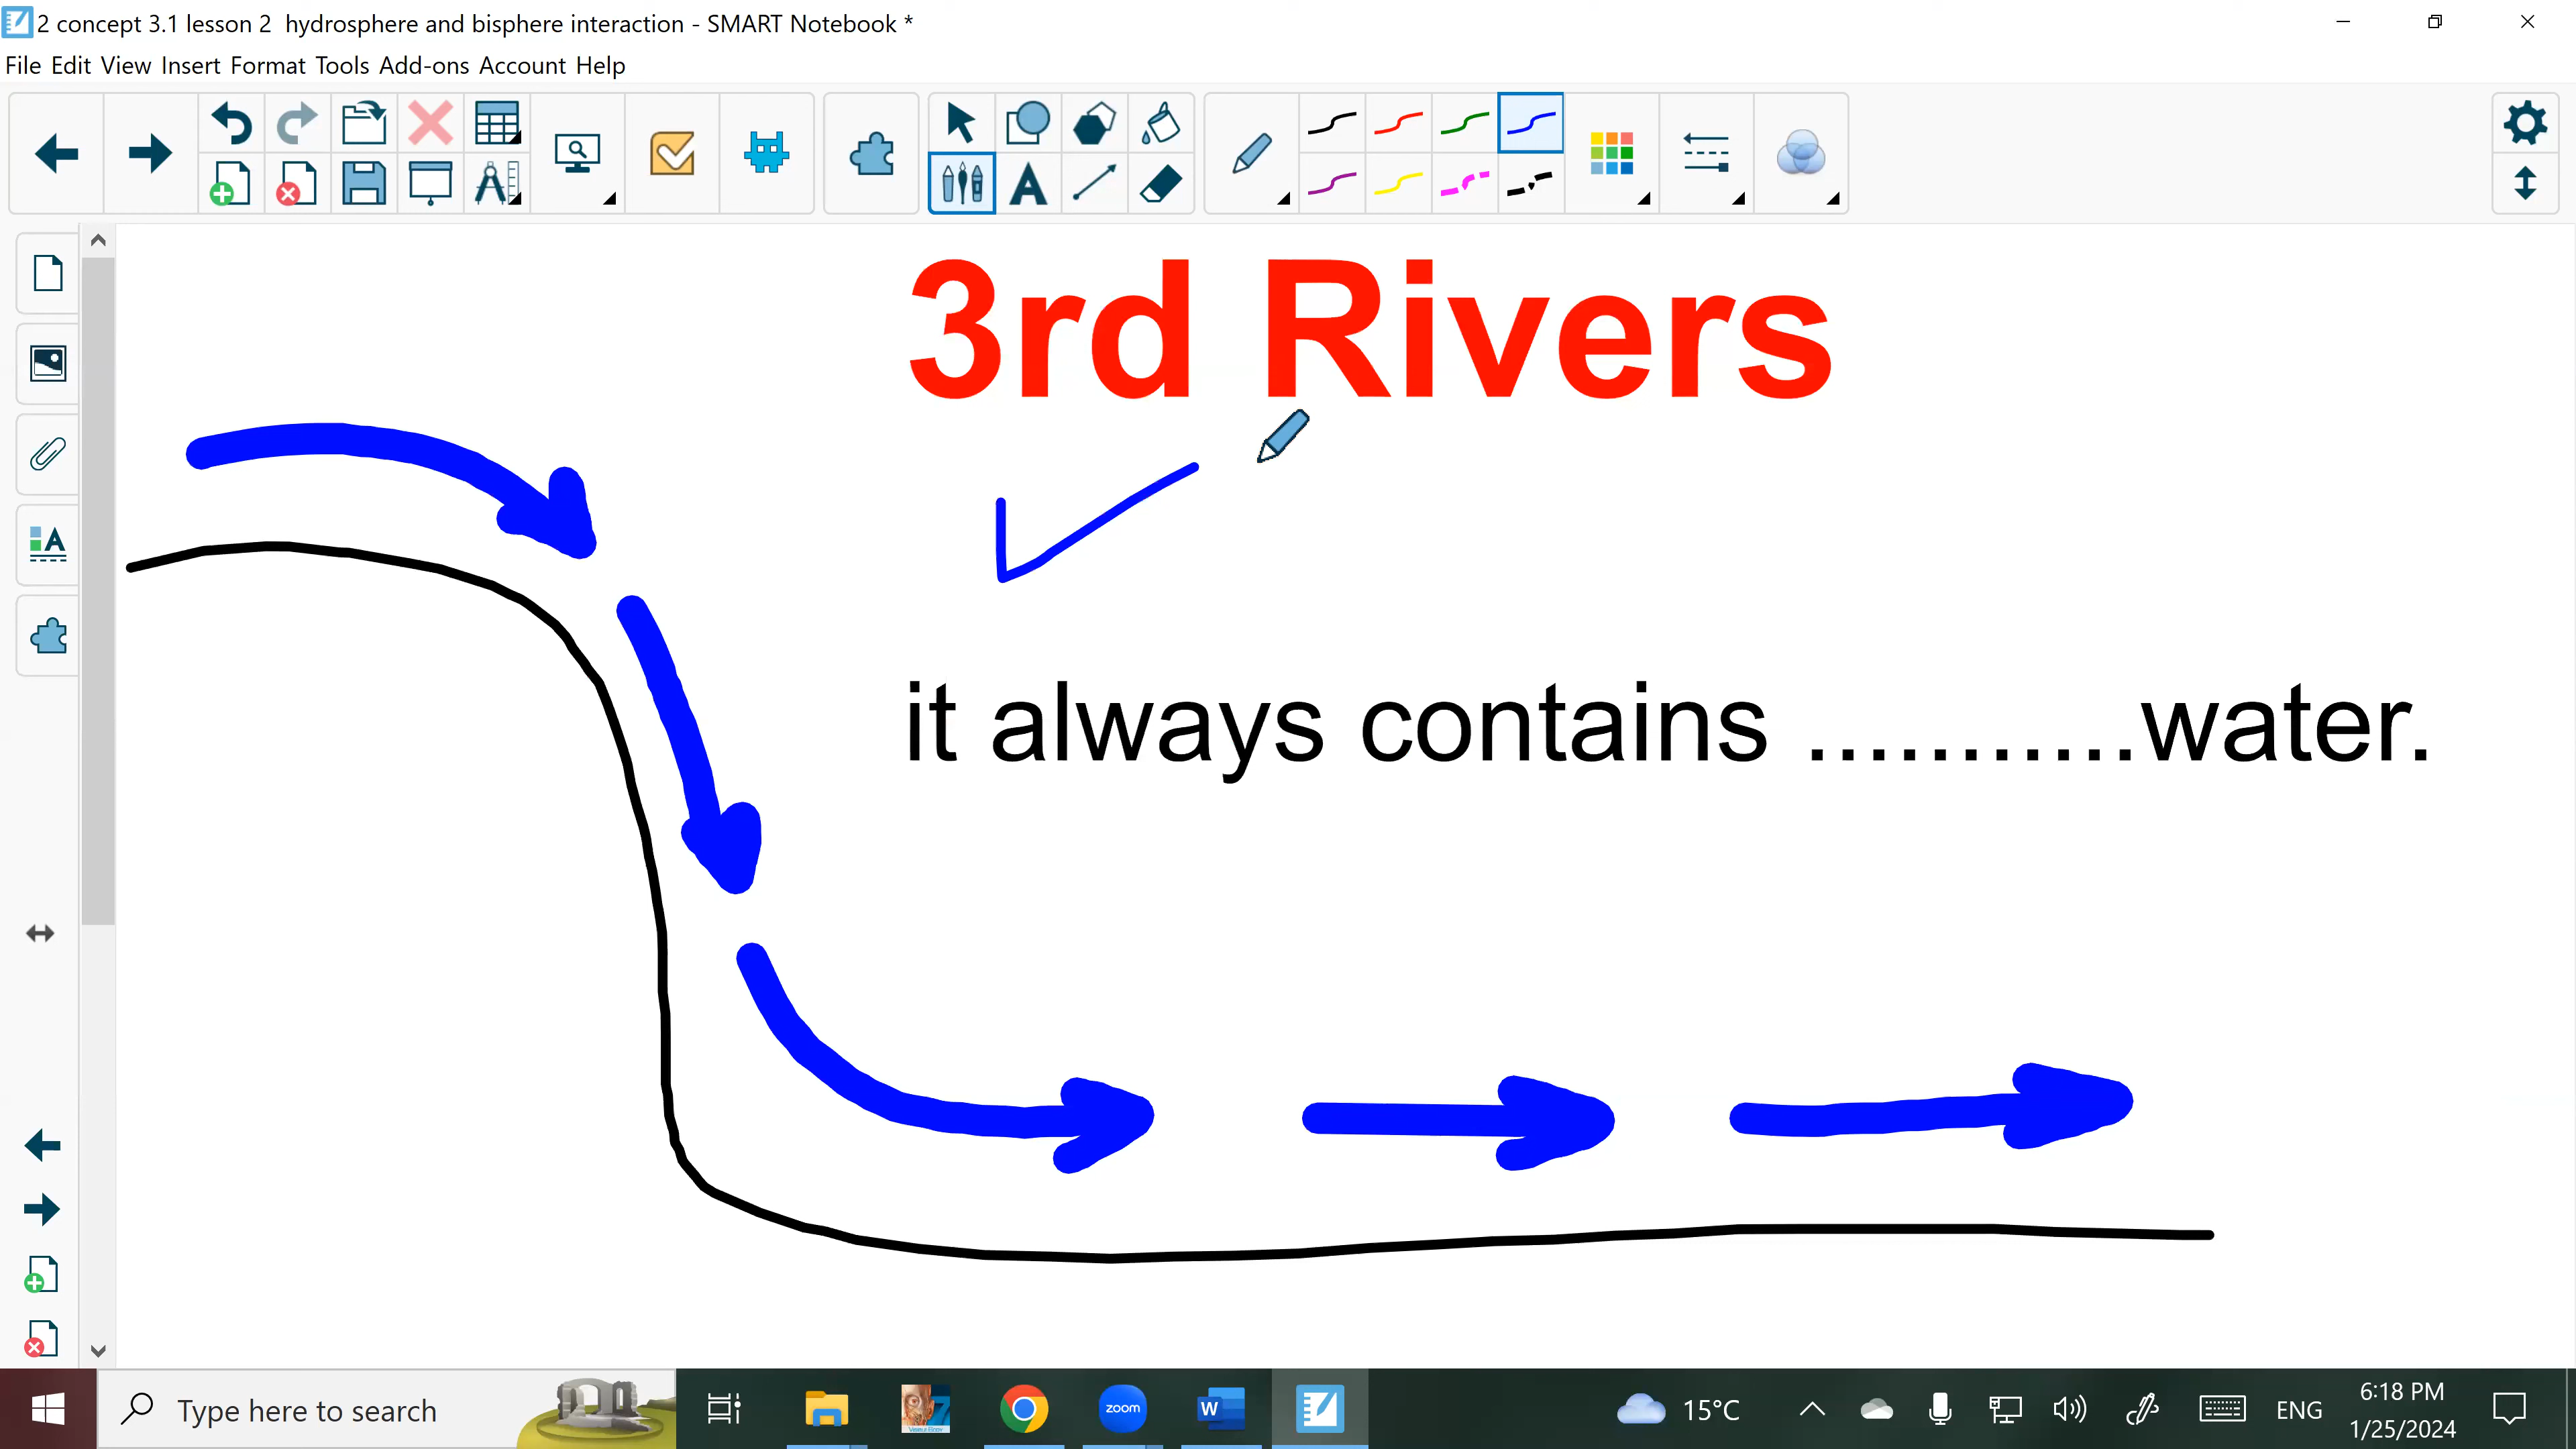 2 concept 3.1 lesson 2  hydrosphere and bisphere interaction - SMART Notebook *
File Edit View Insert Format Tools Add-ons Account Help
3rd Rivers
it always contains ...........water.
Type here to search
zoom
W
15°C
ENG
6:18 PM
1/25/2024